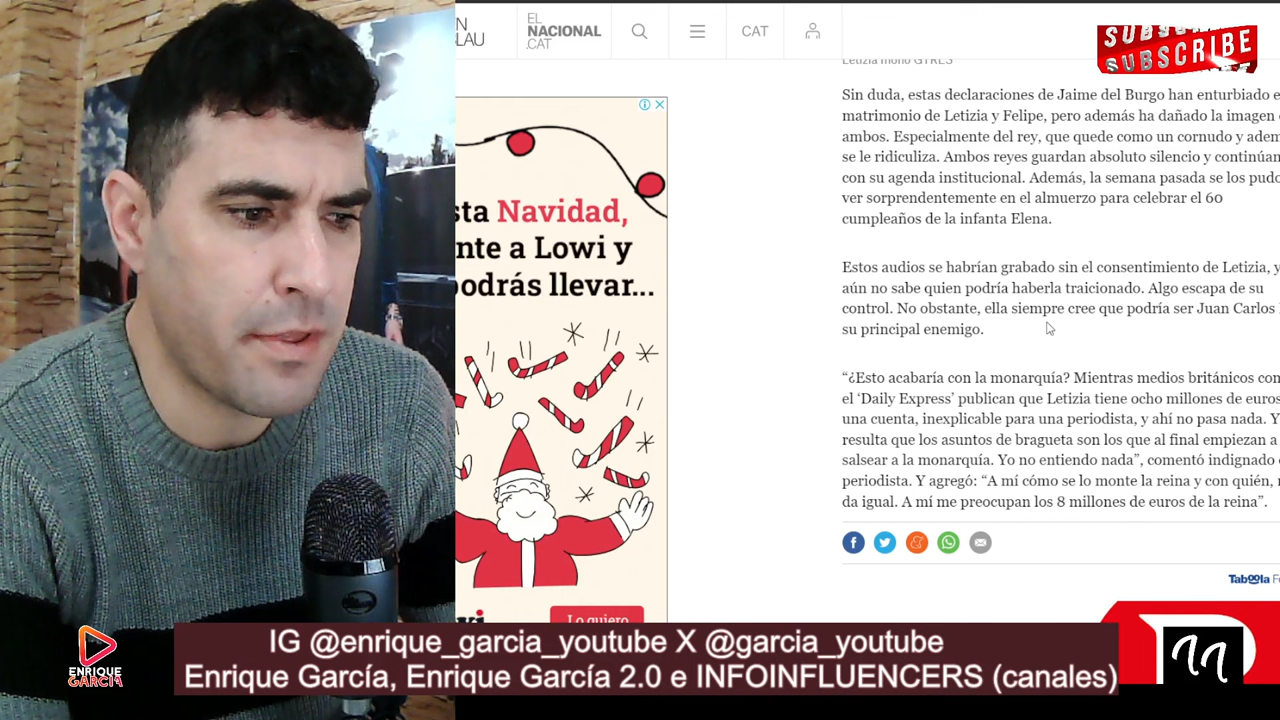 N
LAU
EL
NACIONAL
.CAT
CAT
SUBSCRIBE
Letizia mono GTRES
Sin duda, estas declaraciones de Jaime del Burgo han enturbiado e
matrimonio de Letizia y Felipe, pero además ha dañado la imagen
ambos. Especialmente del rey, que quede como un cornudo y adem
se le ridiculiza. Ambos reyes guardan absoluto silencio y continúan
con su agenda institucional. Además, la semana pasada se los pudo
ver sorprendentemente en el almuerzo para celebrar el 60
cumpleaños de la infanta Elena.
Estos audios se habrían grabado sin el consentimiento de Letizia, y
aún no sabe quien podría haberla traicionado. Algo escapa de su
control. No obstante, ella siempre cree que podría ser Juan Carlos
su principal enemigo.
“¿Esto acabaría con la monarquía? Mientras medios británicos com
el ‘Daily Express’ publican que Letizia tiene ocho millones de euros
una cuenta, inexplicable para una periodista, y ahí no pasa nada. Y
resulta que los asuntos de bragueta son los que al final empiezan a
salsear a la monarquía. Yo no entiendo nada”, comentó indignado
periodista. Y agregó: “A mí cómo se lo monte la reina y con quién,
da igual. A mí me preocupan los 8 millones de euros de la reina”.
Taboola F
sta Navidad,
nte a Lowi y
podrás llevar...
Lo quiero
ENRIQUE
GARCÍA
IG @enrique_garcia_youtube X @garcia_youtube
Enrique García, Enrique García 2.0 e INFOINFLUENCERS (canales)